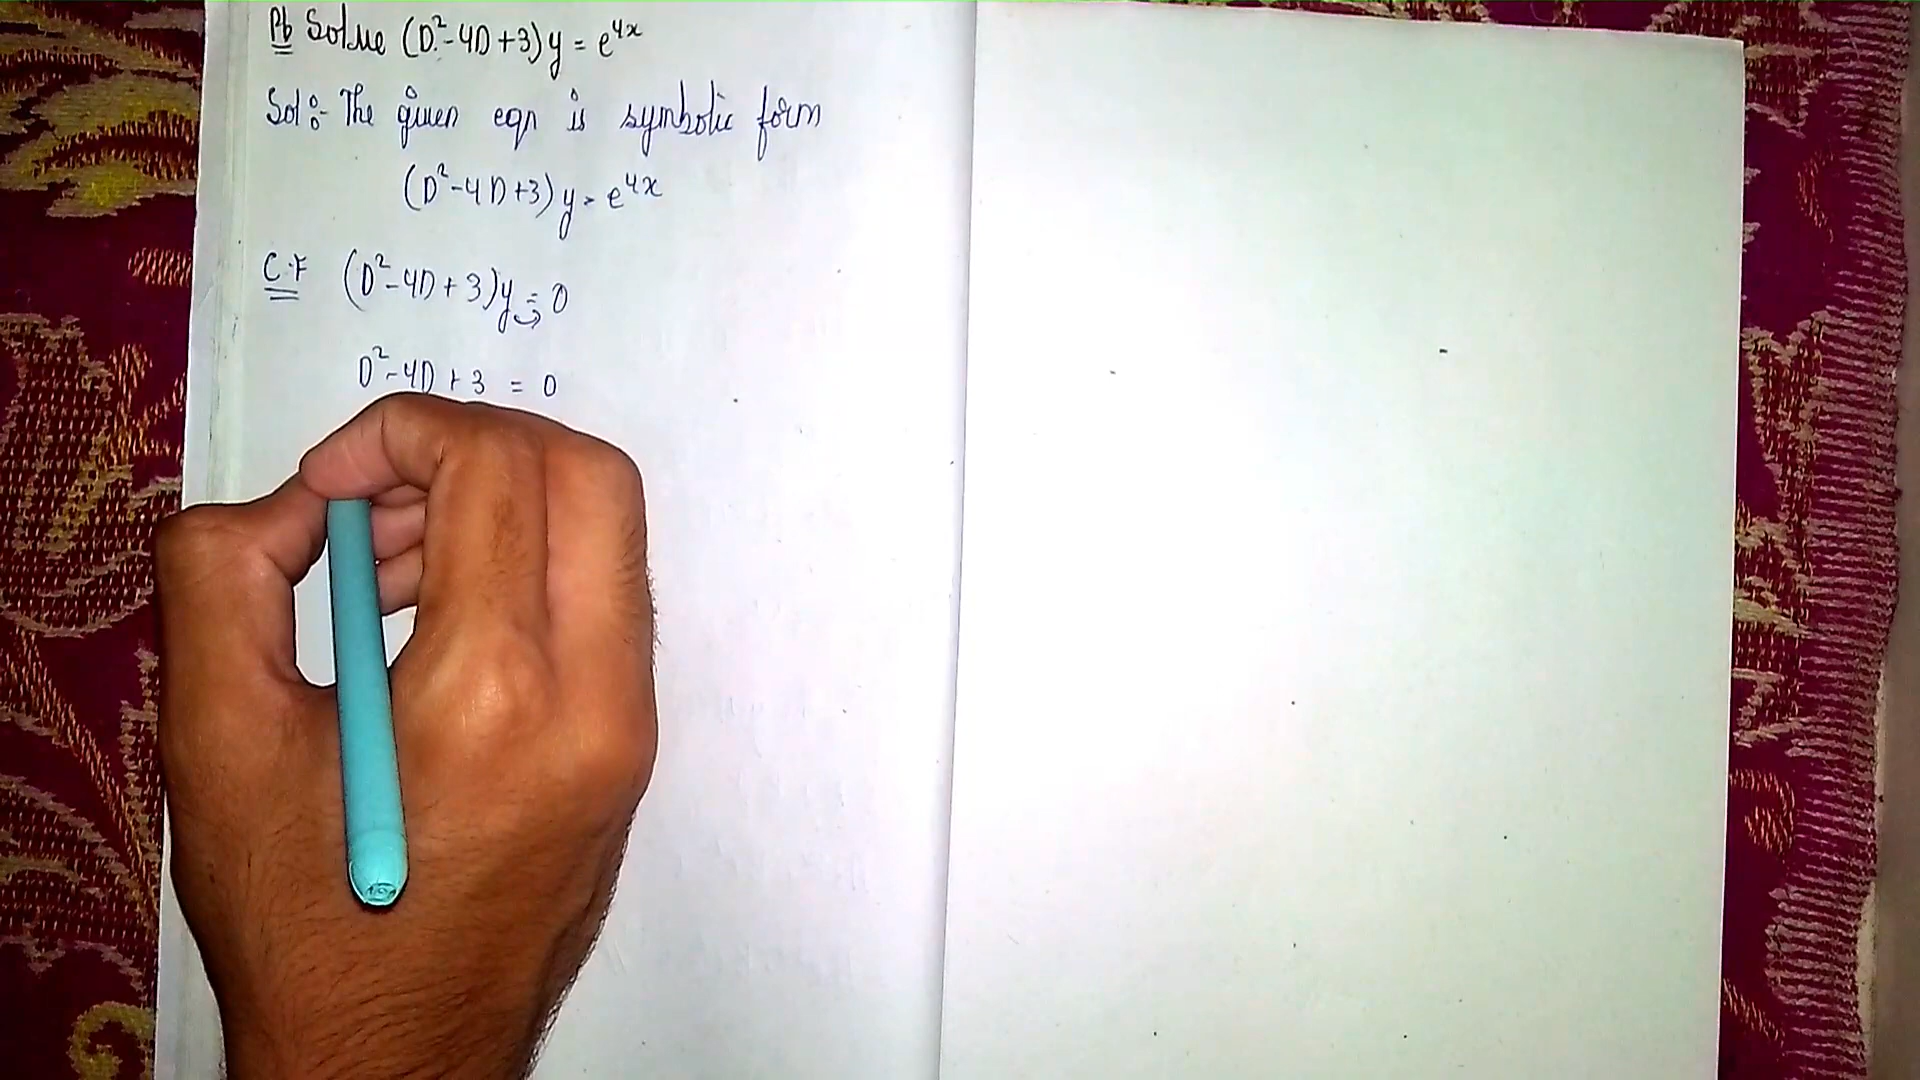 Pb Solve (D²-4D+3)y = e^4x
Sol:- The given eqn is symbolic form
(D²-4D+3)y = e^4x
C.F (D²-4D+3)y = 0
D²-4D+3 = 0